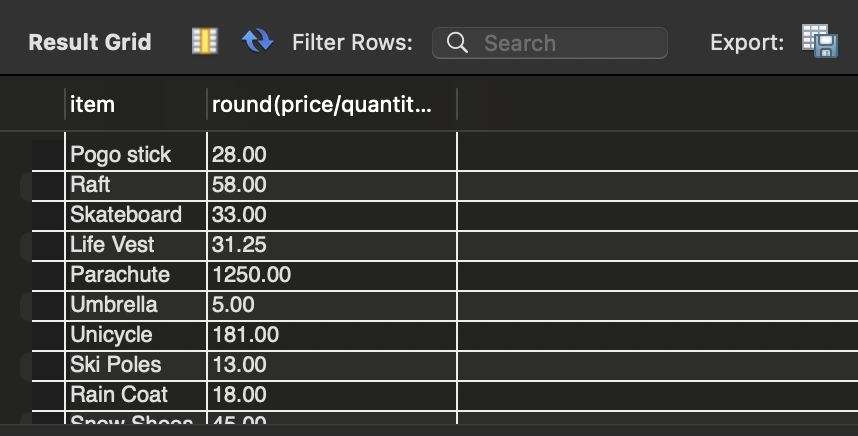 Result Grid Filter Rows: Search Export:
item round(price/quantit...
Pogo stick 28.00
Raft 58.00
Skateboard 33.00
Life Vest 31.25
Parachute 1250.00
Umbrella 5.00
Unicycle 181.00
Ski Poles 13.00
Rain Coat 18.00
Snow Shoes 45.00